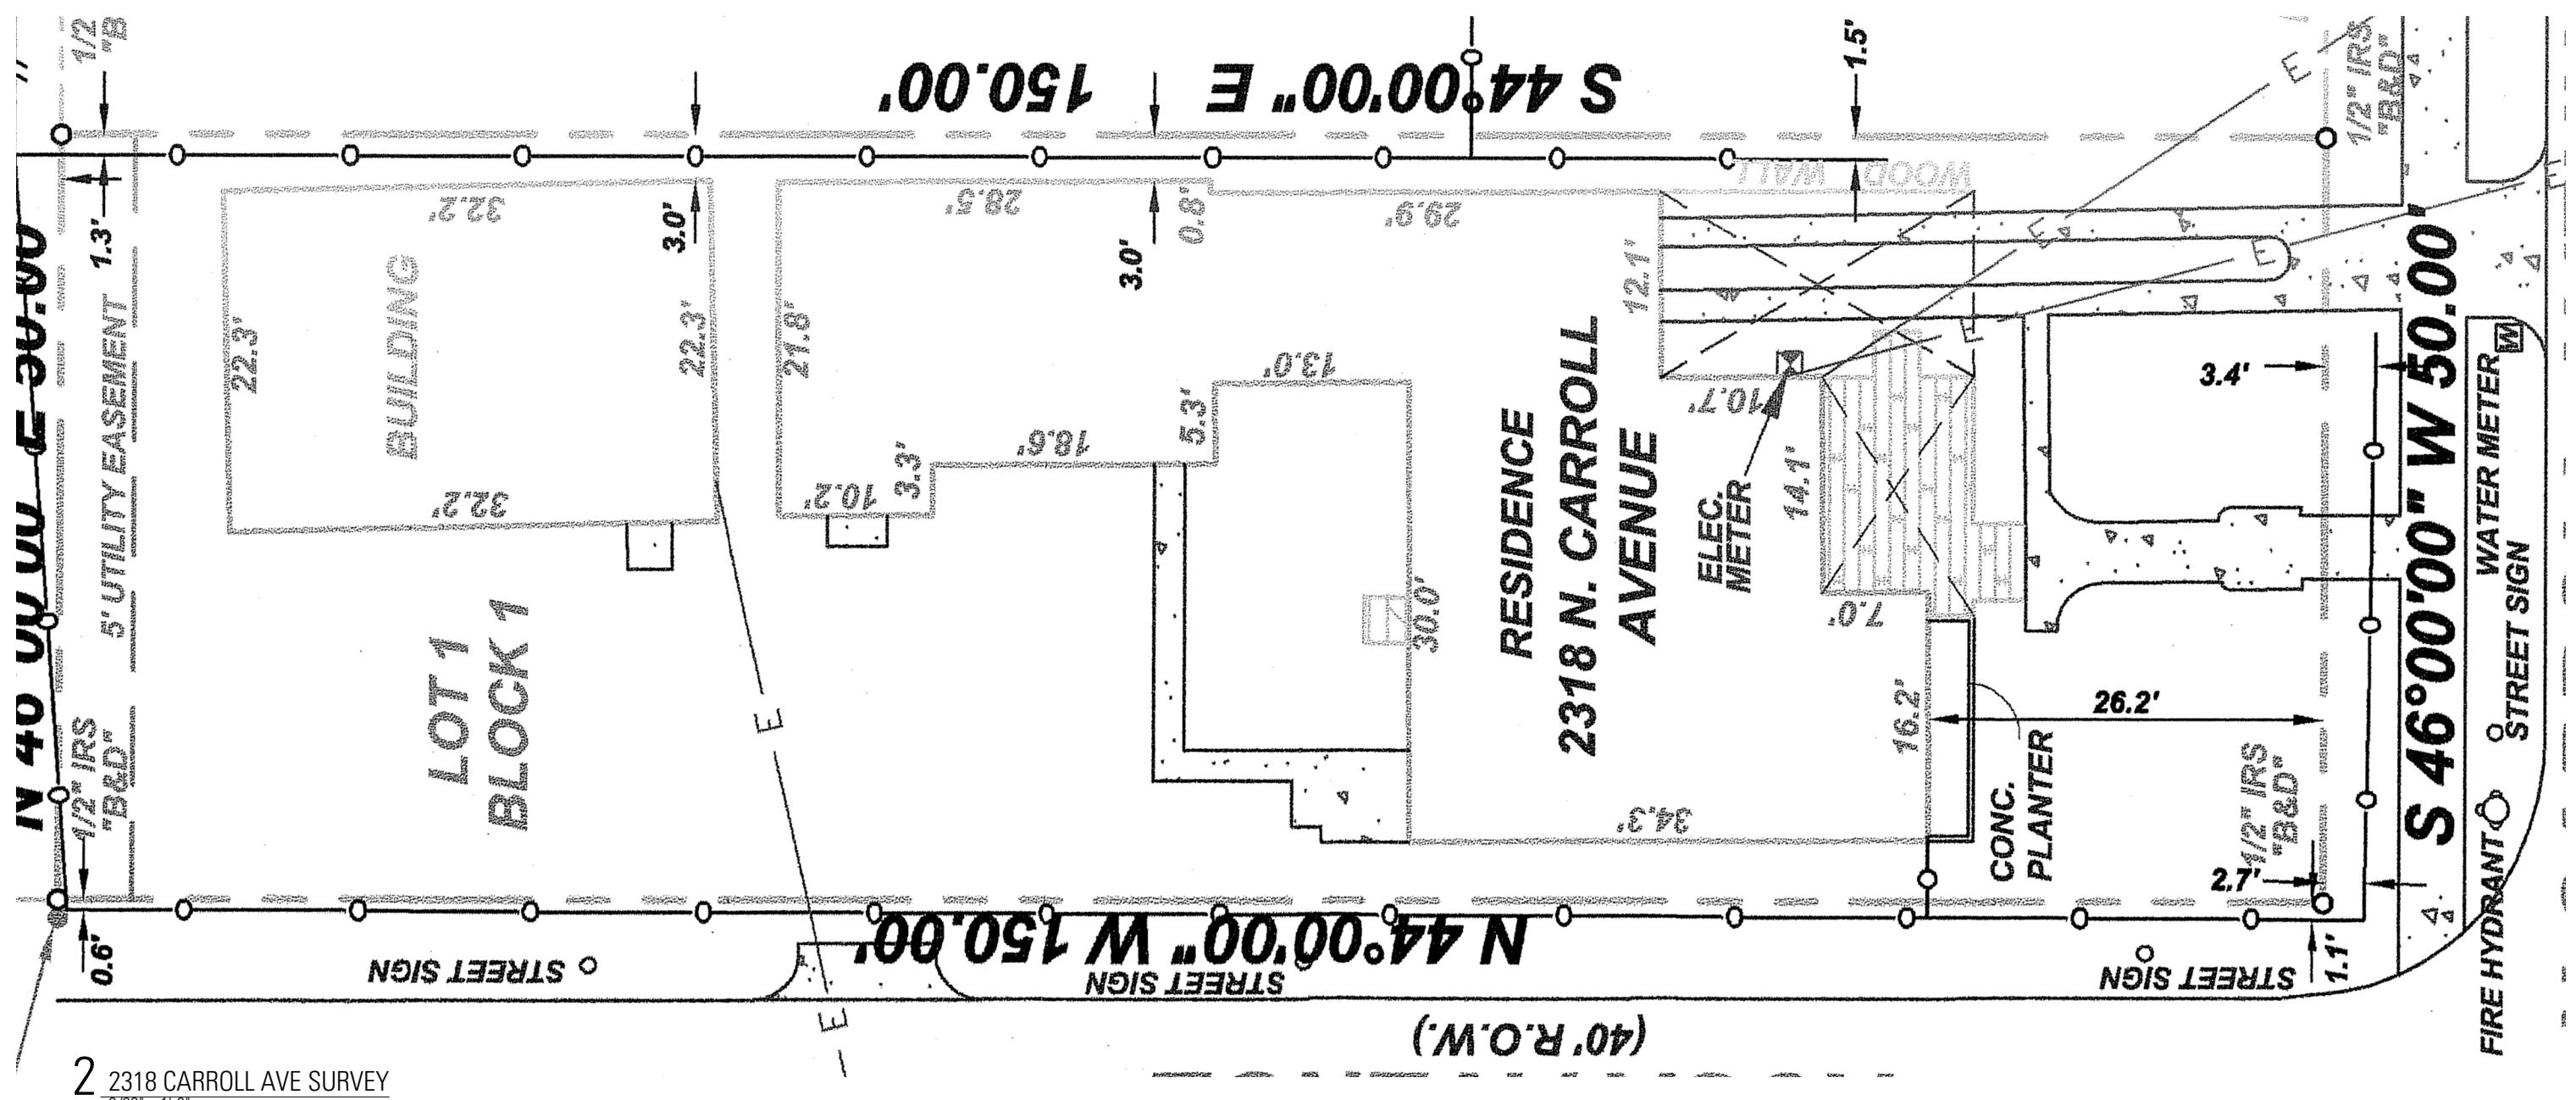 1/2
"B
S 44°00'00" E 150.00'
1.5'
1/2" IRS
"B&D"
WOOD WALL
1.3'
32.2'
3.0'
28.5'
3.0'
0.8'
29.9'
5' UTILITY EASEMENT
BUILDING
22.3'
22.3'
21.8'
12.1'
13.0'
5.3'
18.6'
3.3'
10.2'
32.2'
10.7'
14.1'
7.0'
ELEC.
METER
RESIDENCE
2318 N. CARROLL
AVENUE
30.0'
LOT 1
BLOCK 1
16.2'
26.2'
3.4'
34.3'
CONC.
PLANTER
S 46°00'00" W 50.00'
W
WATER METER
STREET SIGN
FIRE HYDRANT
1/2" IRS
"B&D"
1/2" IRS
"B&D"
2.7'
1.1'
0.6'
E
E
E
E
E
E
N 44°00'00" W 150.00'
STREET SIGN
STREET SIGN
STREET SIGN
(40' R.O.W.)
2 2318 CARROLL AVE SURVEY